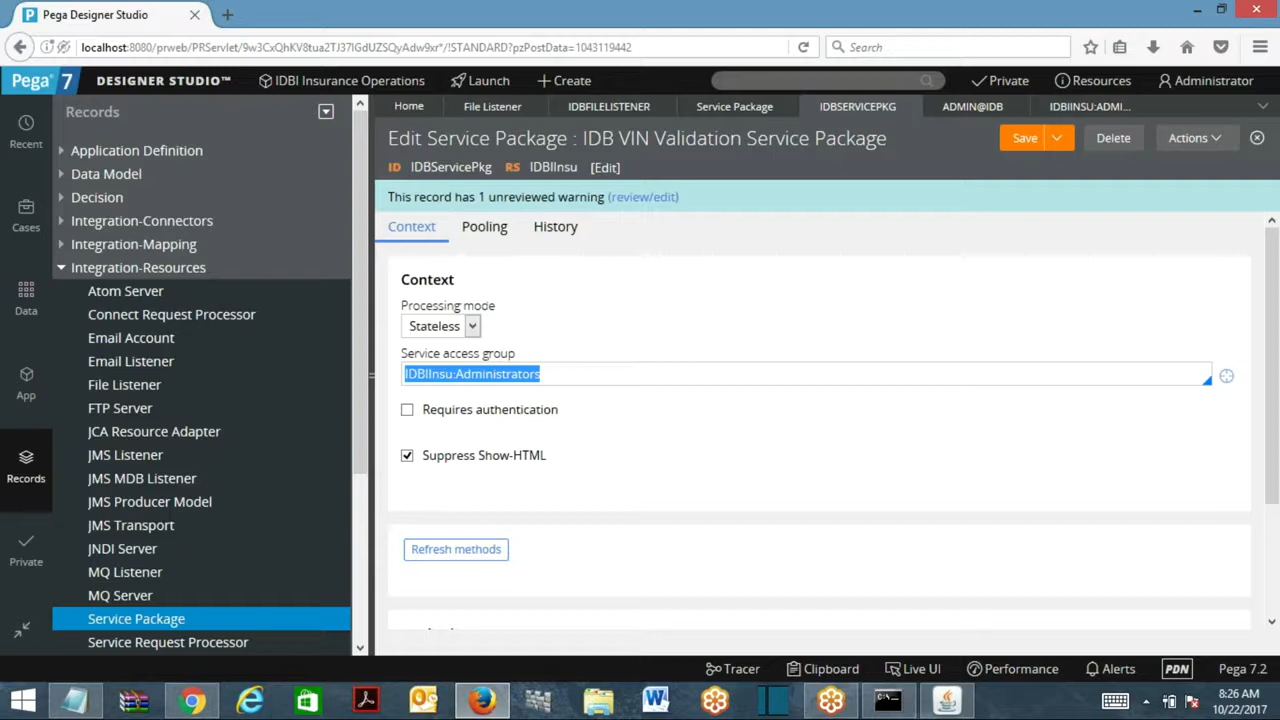 Pega Designer Studio
localhost:8080/prweb/PRServlet/9w3CxQhKV8tua2TJ37IGdUZSQyAdw9xr*/!STANDARD?pzPostData=1043119442
Search
Pega 7 DESIGNER STUDIO™ IDBI Insurance Operations Launch Create Private Resources Administrator
Records
Home File Listener IDBFILELISTENER Service Package IDBSERVICEPKG ADMIN@IDB IDBIINSU:ADMI...
Edit Service Package : IDB VIN Validation Service Package
Save Delete Actions
ID IDBServicePkg RS IDBIInsu [Edit]
This record has 1 unreviewed warning (review/edit)
Context Pooling History
Recent
Cases
Data
App
Records
Private
Application Definition
Data Model
Decision
Integration-Connectors
Integration-Mapping
Integration-Resources
Atom Server
Connect Request Processor
Email Account
Email Listener
File Listener
FTP Server
JCA Resource Adapter
JMS Listener
JMS MDB Listener
JMS Producer Model
JMS Transport
JNDI Server
MQ Listener
MQ Server
Service Package
Service Request Processor
Context
Processing mode
Stateless
Service access group
IDBIInsu:Administrators
Requires authentication
Suppress Show-HTML
Refresh methods
Tracer Clipboard Live UI Performance Alerts PDN Pega 7.2
8:26 AM
10/22/2017